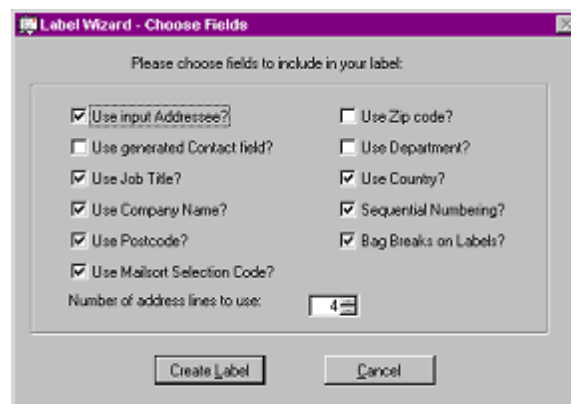 Label Wizard - Choose Fields
Please choose fields to include in your label:
Use input Addressee?
Use Zip code?
Use generated Contact field?
Use Department?
Use Job Title?
Use Country?
Use Company Name?
Sequential Numbering?
Use Postcode?
Bag Breaks on Labels?
Use Mailsort Selection Code?
Number of address lines to use: 4
Create Label
Cancel